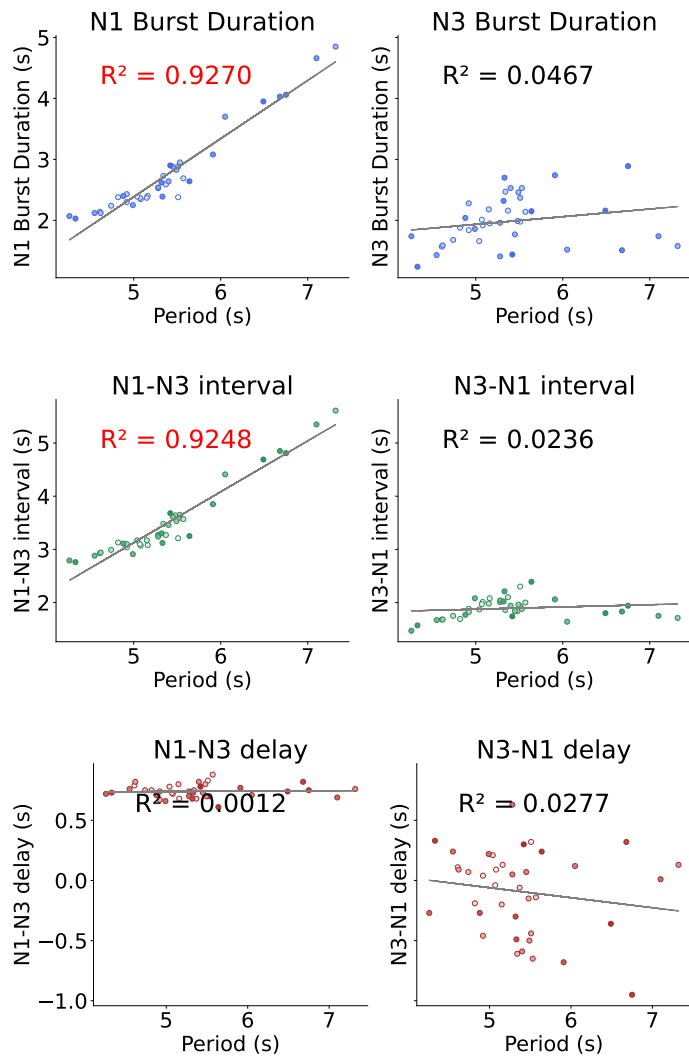 N1 Burst Duration
N3 Burst Duration
R² = 0.9270
R² = 0.0467
N1 Burst Duration (s)
N3 Burst Duration (s)
5
4
3
2
5 6 7
5 6 7
Period (s)
Period (s)
N1-N3 interval
N3-N1 interval
R² = 0.9248
R² = 0.0236
N1-N3 interval (s)
N3-N1 interval (s)
5
4
3
2
5 6 7
5 6 7
Period (s)
Period (s)
N1-N3 delay
N3-N1 delay
R² = 0.0012
R² = 0.0277
N1-N3 delay (s)
N3-N1 delay (s)
0.5
0.0
−0.5
−1.0
5 6 7
5 6 7
Period (s)
Period (s)